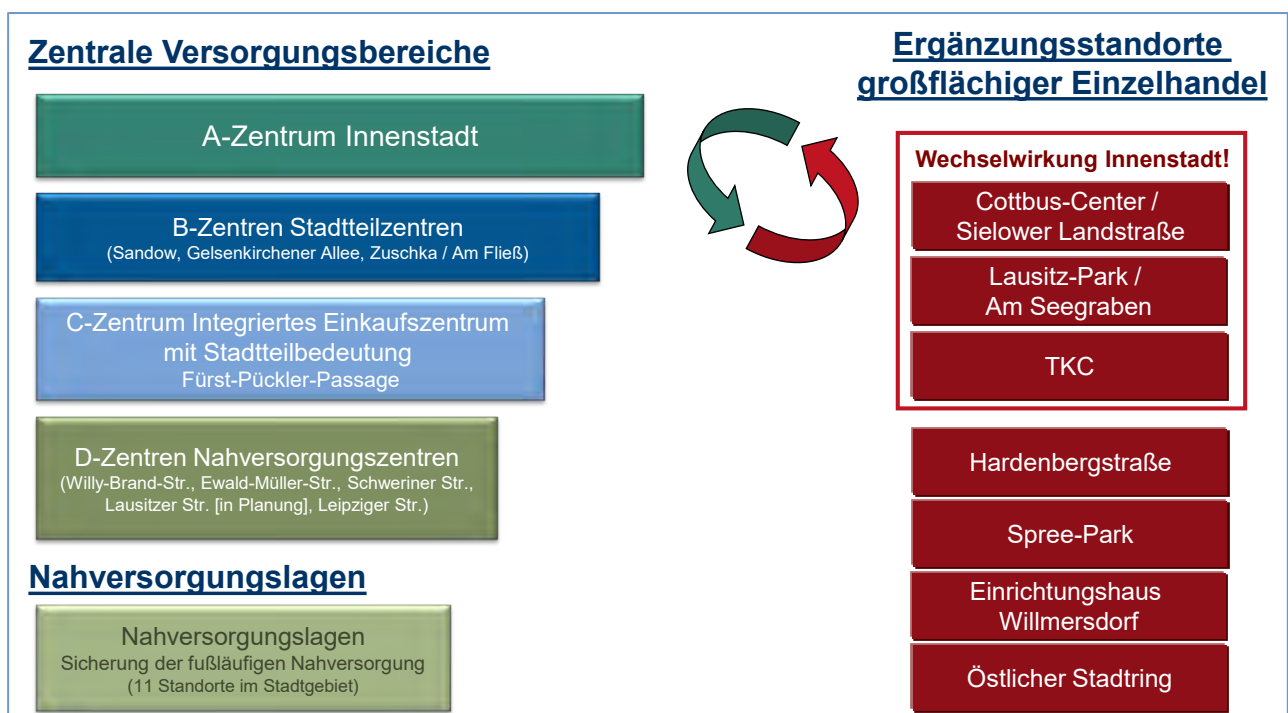 Zentrale Versorgungsbereiche
A-Zentrum Innenstadt
B-Zentren Stadtteilzentren
(Sandow, Gelsenkirchener Allee, Zuschka / Am Fließ)
C-Zentrum Integriertes Einkaufszentrum
mit Stadtteilbedeutung
Fürst-Pückler-Passage
D-Zentren Nahversorgungszentren
(Willy-Brand-Str., Ewald-Müller-Str., Schweriner Str.,
Lausitzer Str. [in Planung], Leipziger Str.)
Nahversorgungslagen
Nahversorgungslagen
Sicherung der fußläufigen Nahversorgung
(11 Standorte im Stadtgebiet)
Ergänzungsstandorte
großflächiger Einzelhandel
Wechselwirkung Innenstadt!
Cottbus-Center /
Sielower Landstraße
Lausitz-Park /
Am Seegraben
TKC
Hardenbergstraße
Spree-Park
Einrichtungshaus
Willmersdorf
Östlicher Stadtring